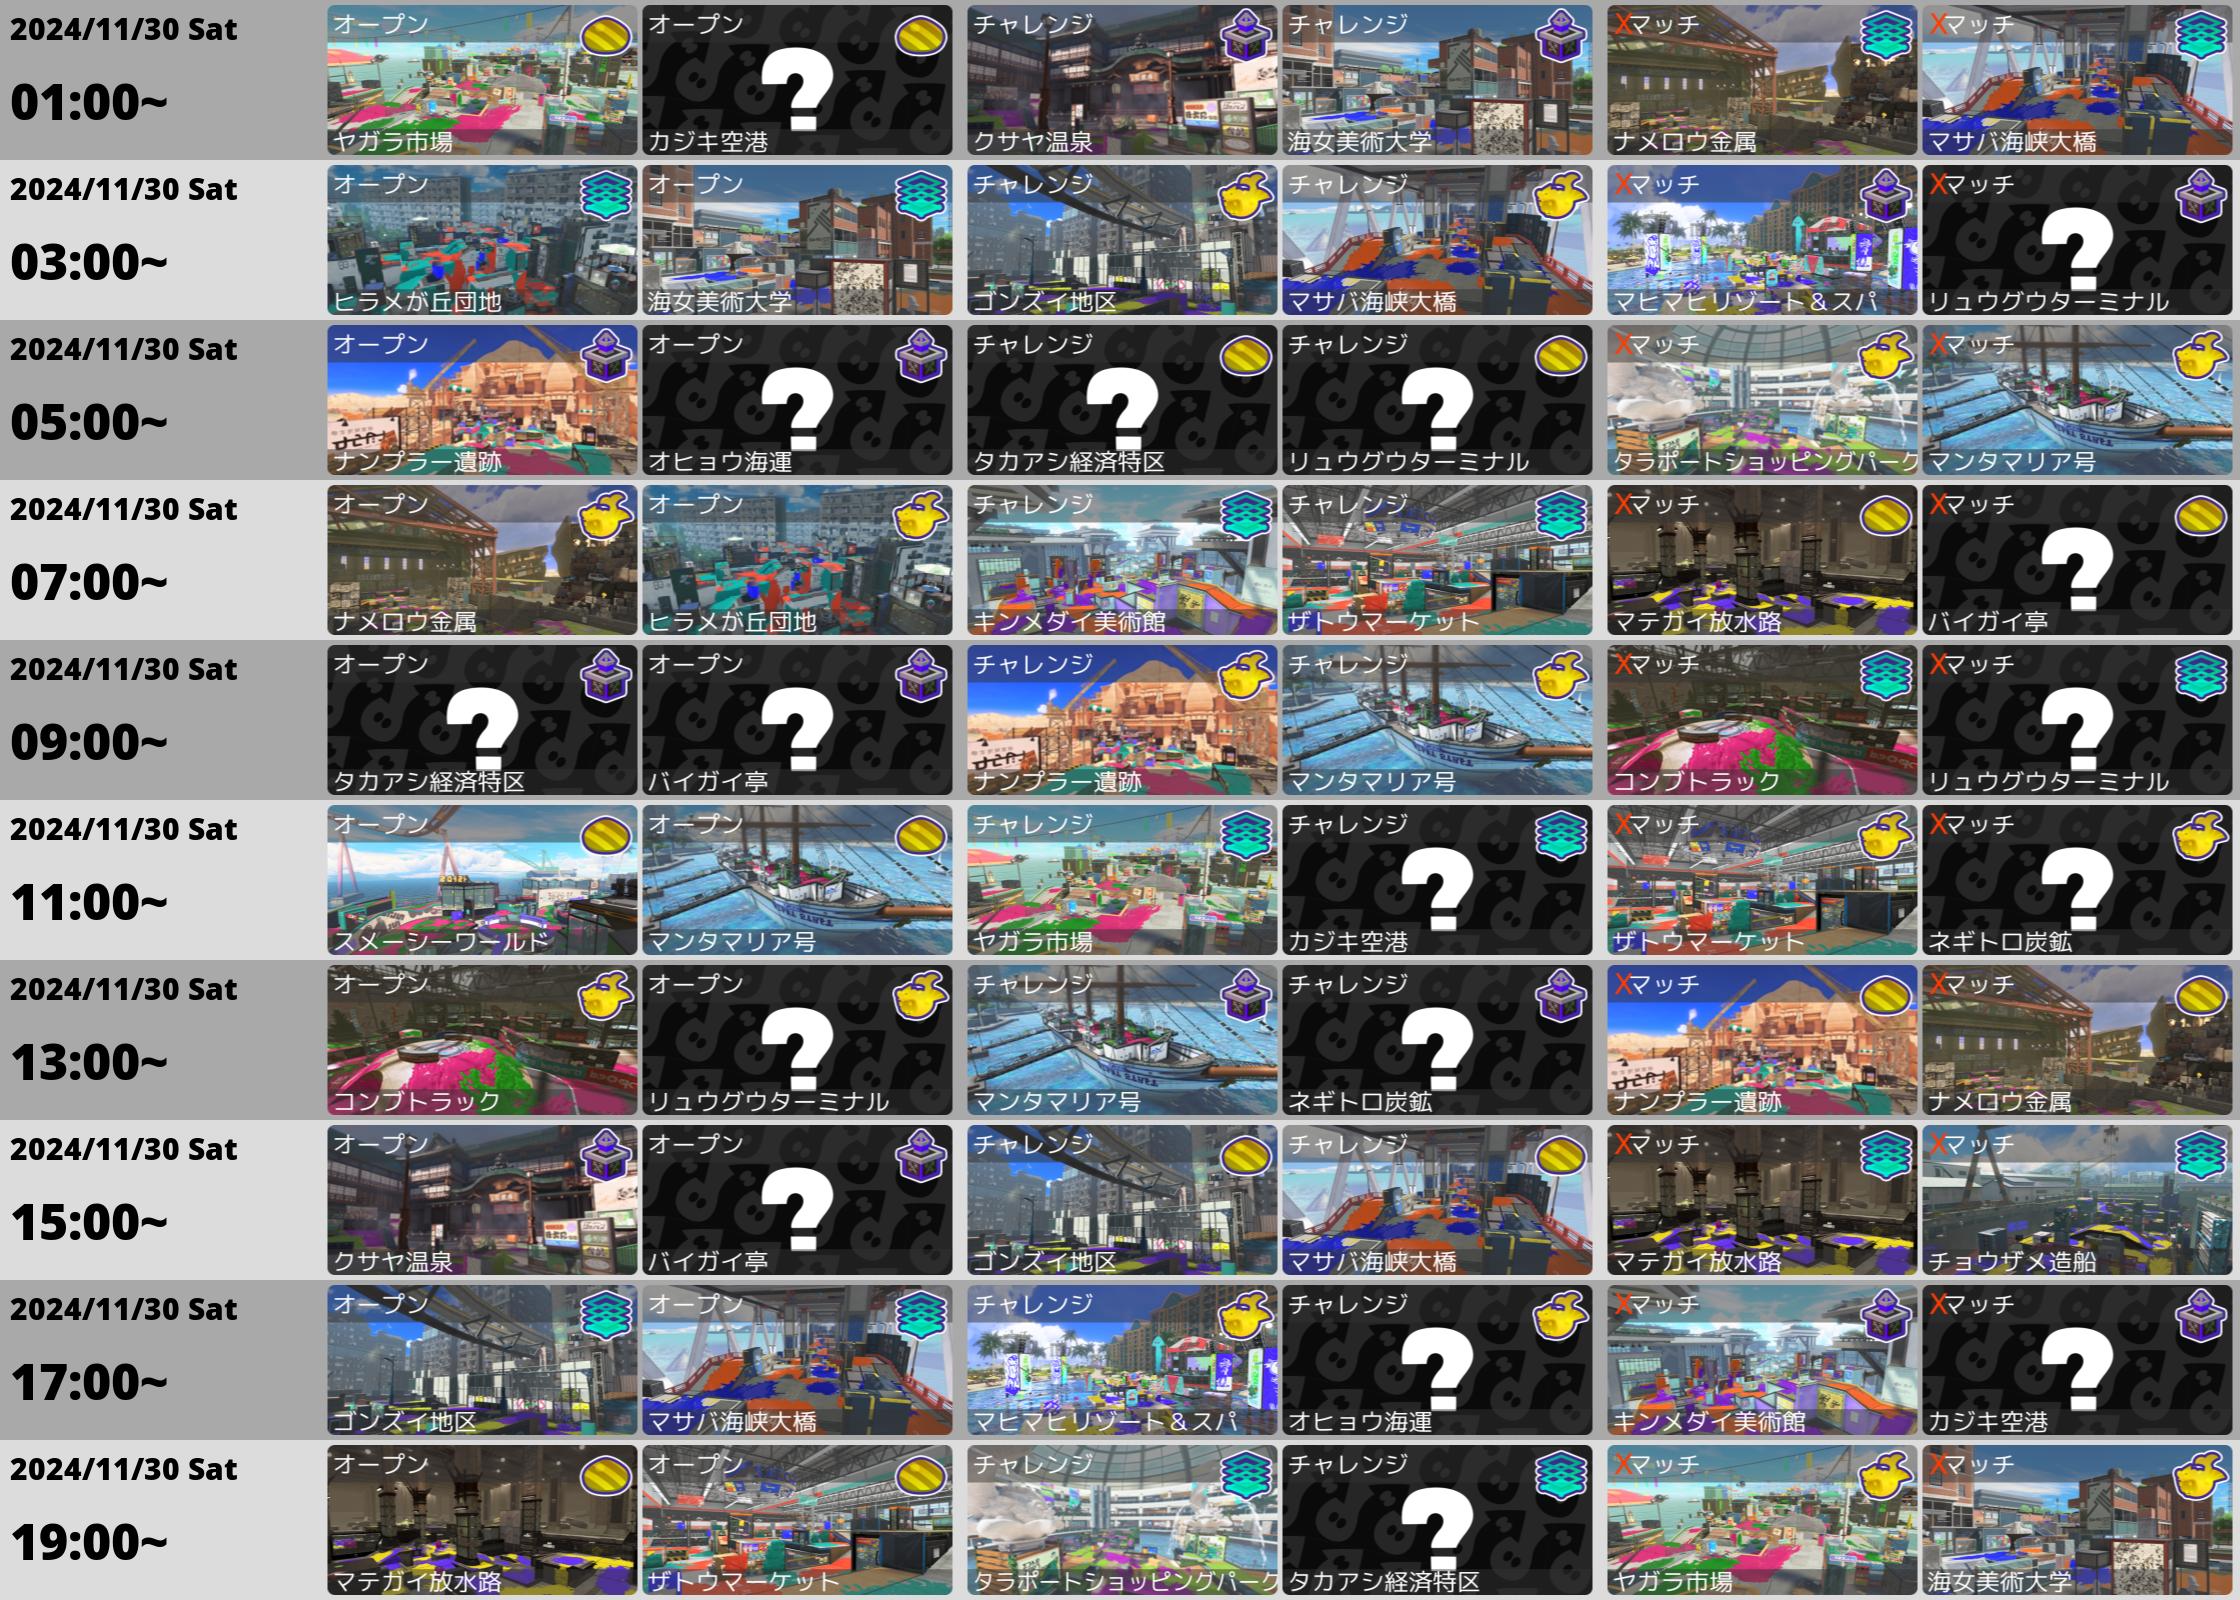 2024/11/30 Sat
01:00~
オープン
ヤガラ市場
オープン
カジキ空港
チャレンジ
クサヤ温泉
チャレンジ
海女美術大学
Xマッチ
ナメロウ金属
Xマッチ
マサバ海峡大橋
2024/11/30 Sat
03:00~
オープン
ヒラメが丘団地
オープン
海女美術大学
チャレンジ
ゴンズイ地区
チャレンジ
マサバ海峡大橋
Xマッチ
マヒマヒリゾート＆スパ
Xマッチ
リュウグウターミナル
2024/11/30 Sat
05:00~
オープン
ナンプラー遺跡
オープン
オヒョウ海運
チャレンジ
タカアシ経済特区
チャレンジ
リュウグウターミナル
Xマッチ
タラポートショッピングパーク
Xマッチ
マンタマリア号
2024/11/30 Sat
07:00~
オープン
ナメロウ金属
オープン
ヒラメが丘団地
チャレンジ
キンメダイ美術館
チャレンジ
ザトウマーケット
Xマッチ
マテガイ放水路
Xマッチ
バイガイ亭
2024/11/30 Sat
09:00~
オープン
タカアシ経済特区
オープン
バイガイ亭
チャレンジ
ナンプラー遺跡
チャレンジ
マンタマリア号
Xマッチ
コンブトラック
Xマッチ
リュウグウターミナル
2024/11/30 Sat
11:00~
オープン
スメーシーワールド
オープン
マンタマリア号
チャレンジ
ヤガラ市場
チャレンジ
カジキ空港
Xマッチ
ザトウマーケット
Xマッチ
ネギトロ炭鉱
2024/11/30 Sat
13:00~
オープン
コンブトラック
オープン
リュウグウターミナル
チャレンジ
マンタマリア号
チャレンジ
ネギトロ炭鉱
Xマッチ
ナンプラー遺跡
Xマッチ
ナメロウ金属
2024/11/30 Sat
15:00~
オープン
クサヤ温泉
オープン
バイガイ亭
チャレンジ
ゴンズイ地区
チャレンジ
マサバ海峡大橋
Xマッチ
マテガイ放水路
Xマッチ
チョウザメ造船
2024/11/30 Sat
17:00~
オープン
ゴンズイ地区
オープン
マサバ海峡大橋
チャレンジ
マヒマヒリゾート＆スパ
チャレンジ
オヒョウ海運
Xマッチ
キンメダイ美術館
Xマッチ
カジキ空港
2024/11/30 Sat
19:00~
オープン
マテガイ放水路
オープン
ザトウマーケット
チャレンジ
タラポートショッピングパーク
チャレンジ
タカアシ経済特区
Xマッチ
ヤガラ市場
Xマッチ
海女美術大学